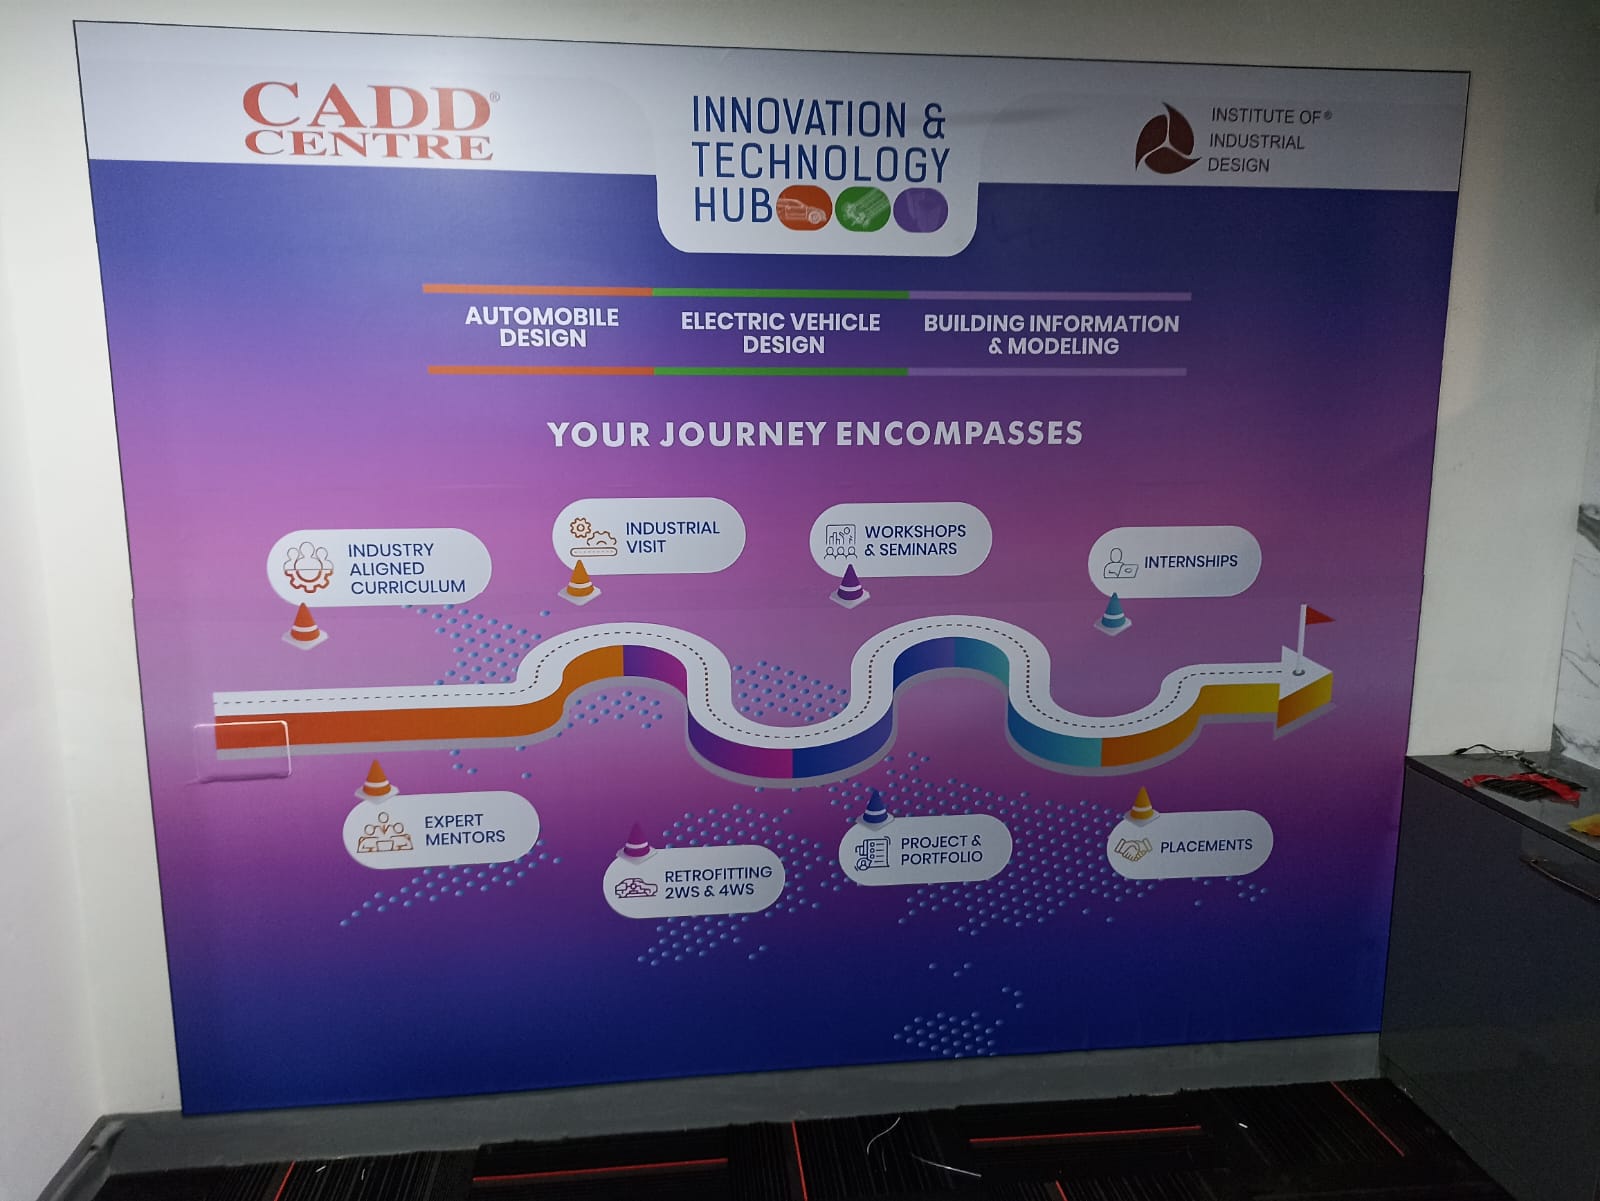 CADD®
CENTRE
INNOVATION &
TECHNOLOGY
HUB
INSTITUTE OF®
INDUSTRIAL
DESIGN
AUTOMOBILE
DESIGN
ELECTRIC VEHICLE
DESIGN
BUILDING INFORMATION
& MODELING
YOUR JOURNEY ENCOMPASSES
INDUSTRY
ALIGNED
CURRICULUM
INDUSTRIAL
VISIT
WORKSHOPS
& SEMINARS
INTERNSHIPS
EXPERT
MENTORS
RETROFITTING
2WS & 4WS
PROJECT &
PORTFOLIO
PLACEMENTS